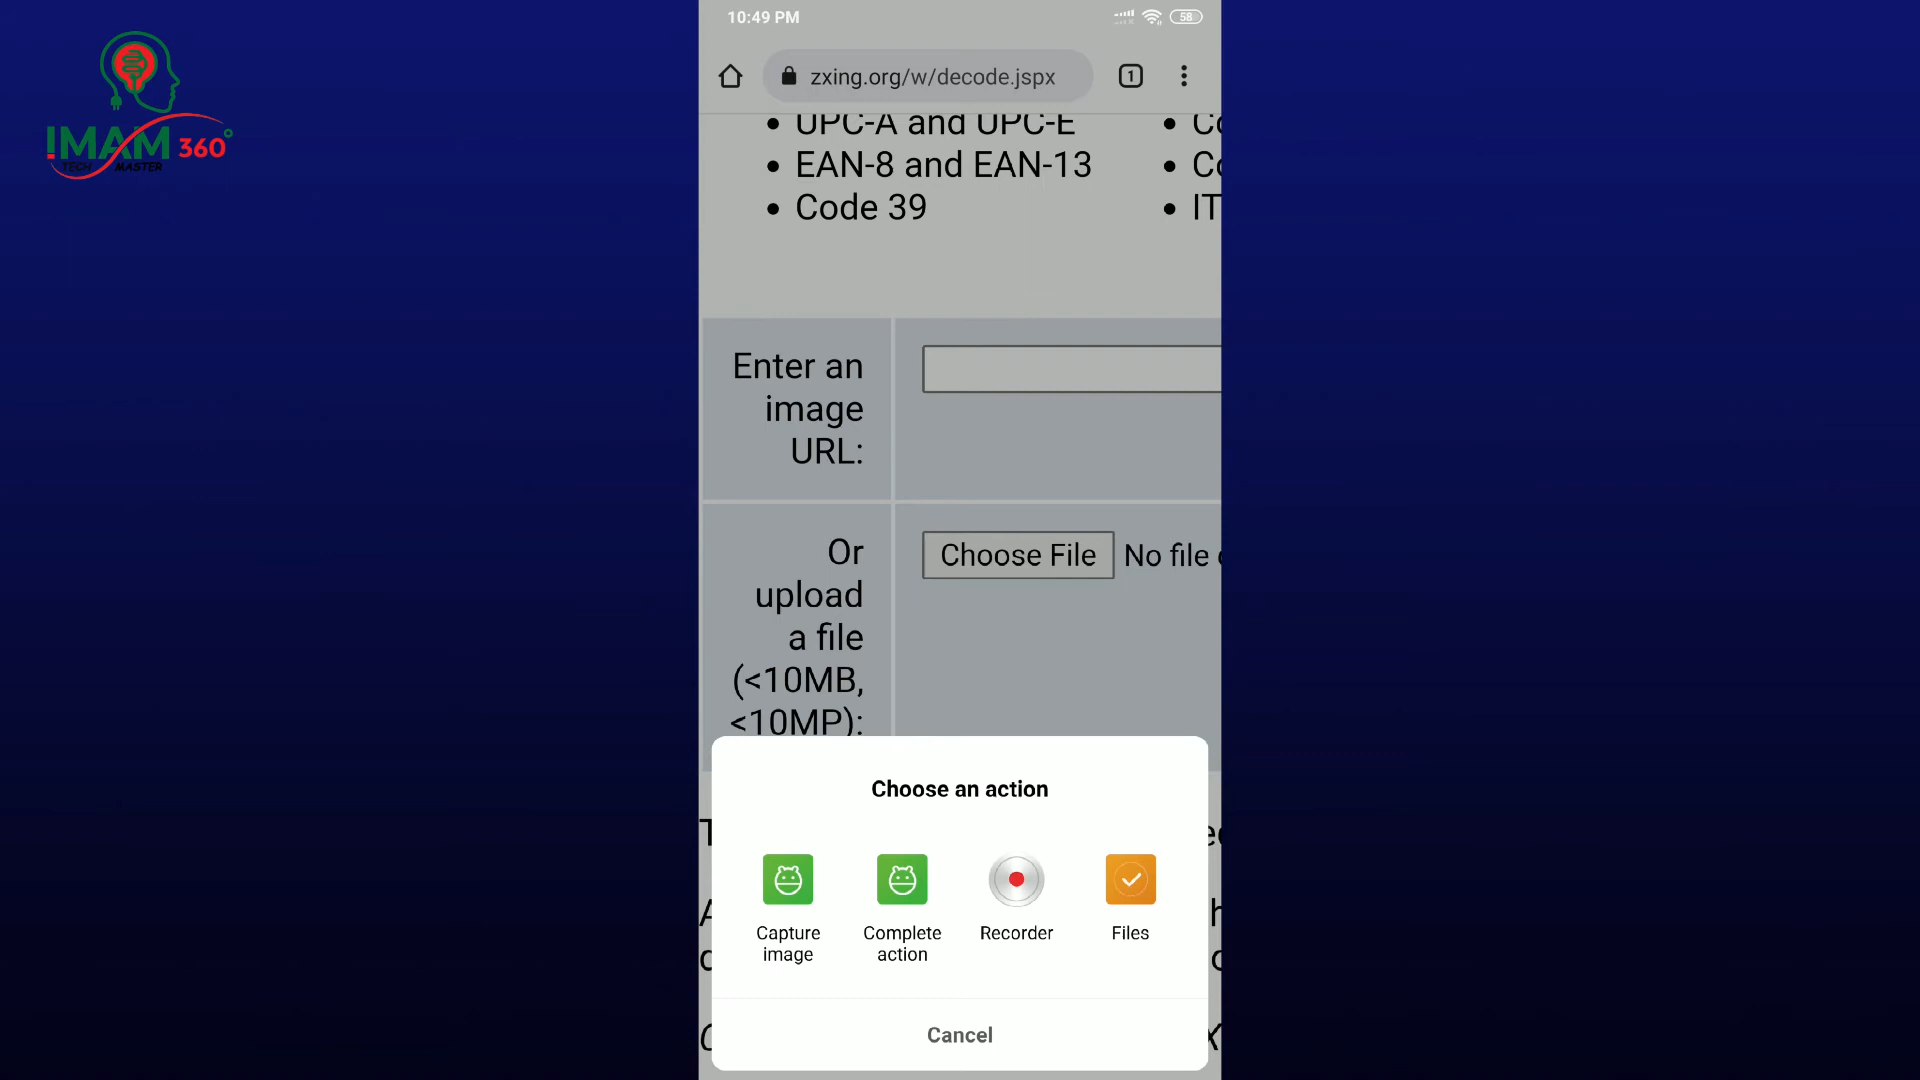 10:49 PM
58
!MAM 360°
TECH MASTER
zxing.org/w/decode.jspx
1
UPC-A and UPC-E
EAN-8 and EAN-13
Code 39
IT
Enter an
image
URL:
Or
upload
a file
(<10MB,
<10MP):
Choose File No file
Choose an action
Capture
image
Complete
action
Recorder
Files
Cancel